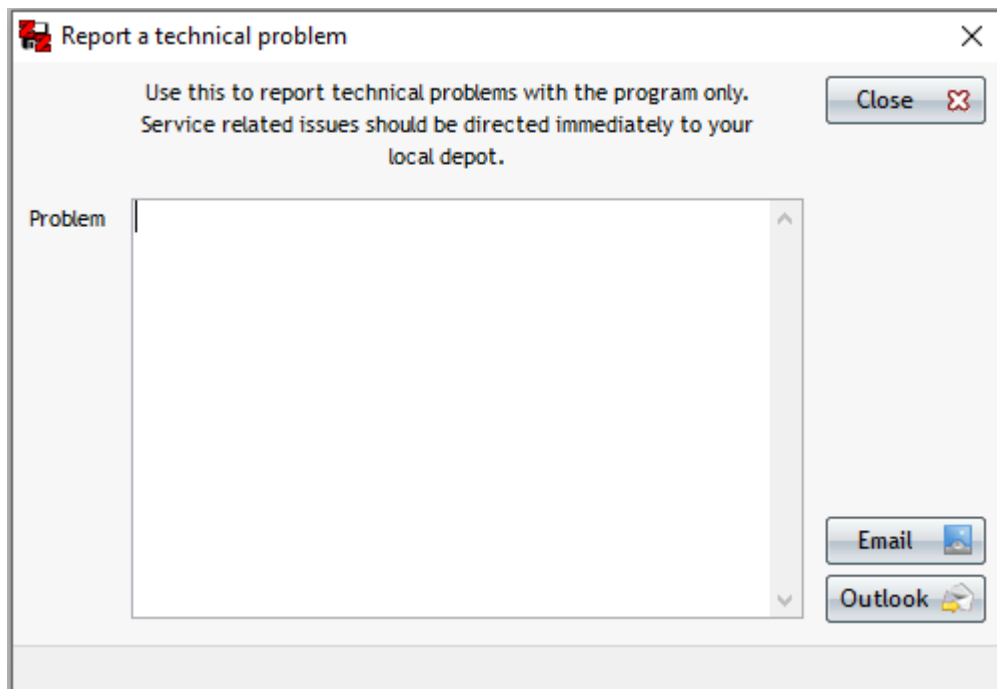 Report a technical problem
Use this to report technical problems with the program only.
Service related issues should be directed immediately to your
local depot.
Close
Problem
Email
Outlook